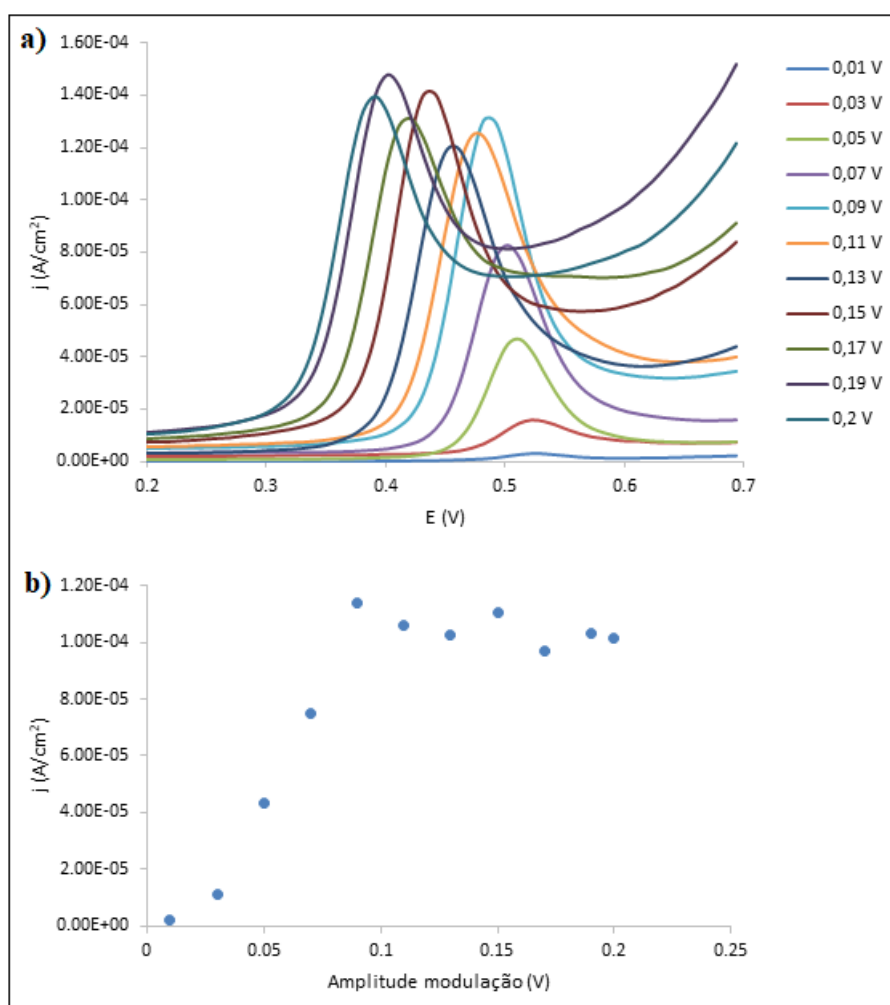 a)
1.60E-04
1.40E-04
1.20E-04
1.00E-04
8.00E-05
6.00E-05
4.00E-05
2.00E-05
0.00E+00
j (A/cm²)
0.2 0.3 0.4 0.5 0.6 0.7
E (V)
0,01 V
0,03 V
0,05 V
0,07 V
0,09 V
0,11 V
0,13 V
0,15 V
0,17 V
0,19 V
0,2 V
b)
1.20E-04
1.00E-04
8.00E-05
6.00E-05
4.00E-05
2.00E-05
0.00E+00
j (A/cm²)
0 0.05 0.1 0.15 0.2 0.25
Amplitude modulação (V)